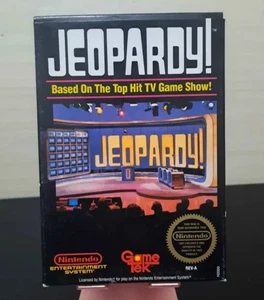 JEOPARDY!
Based On The Top Hit TV Game Show!
JEOPARDY!
Nintendo
ENTERTAINMENT
SYSTEM
Game
Tek
REV-A
Licensed by Nintendo for play on the Nintendo Entertainment System